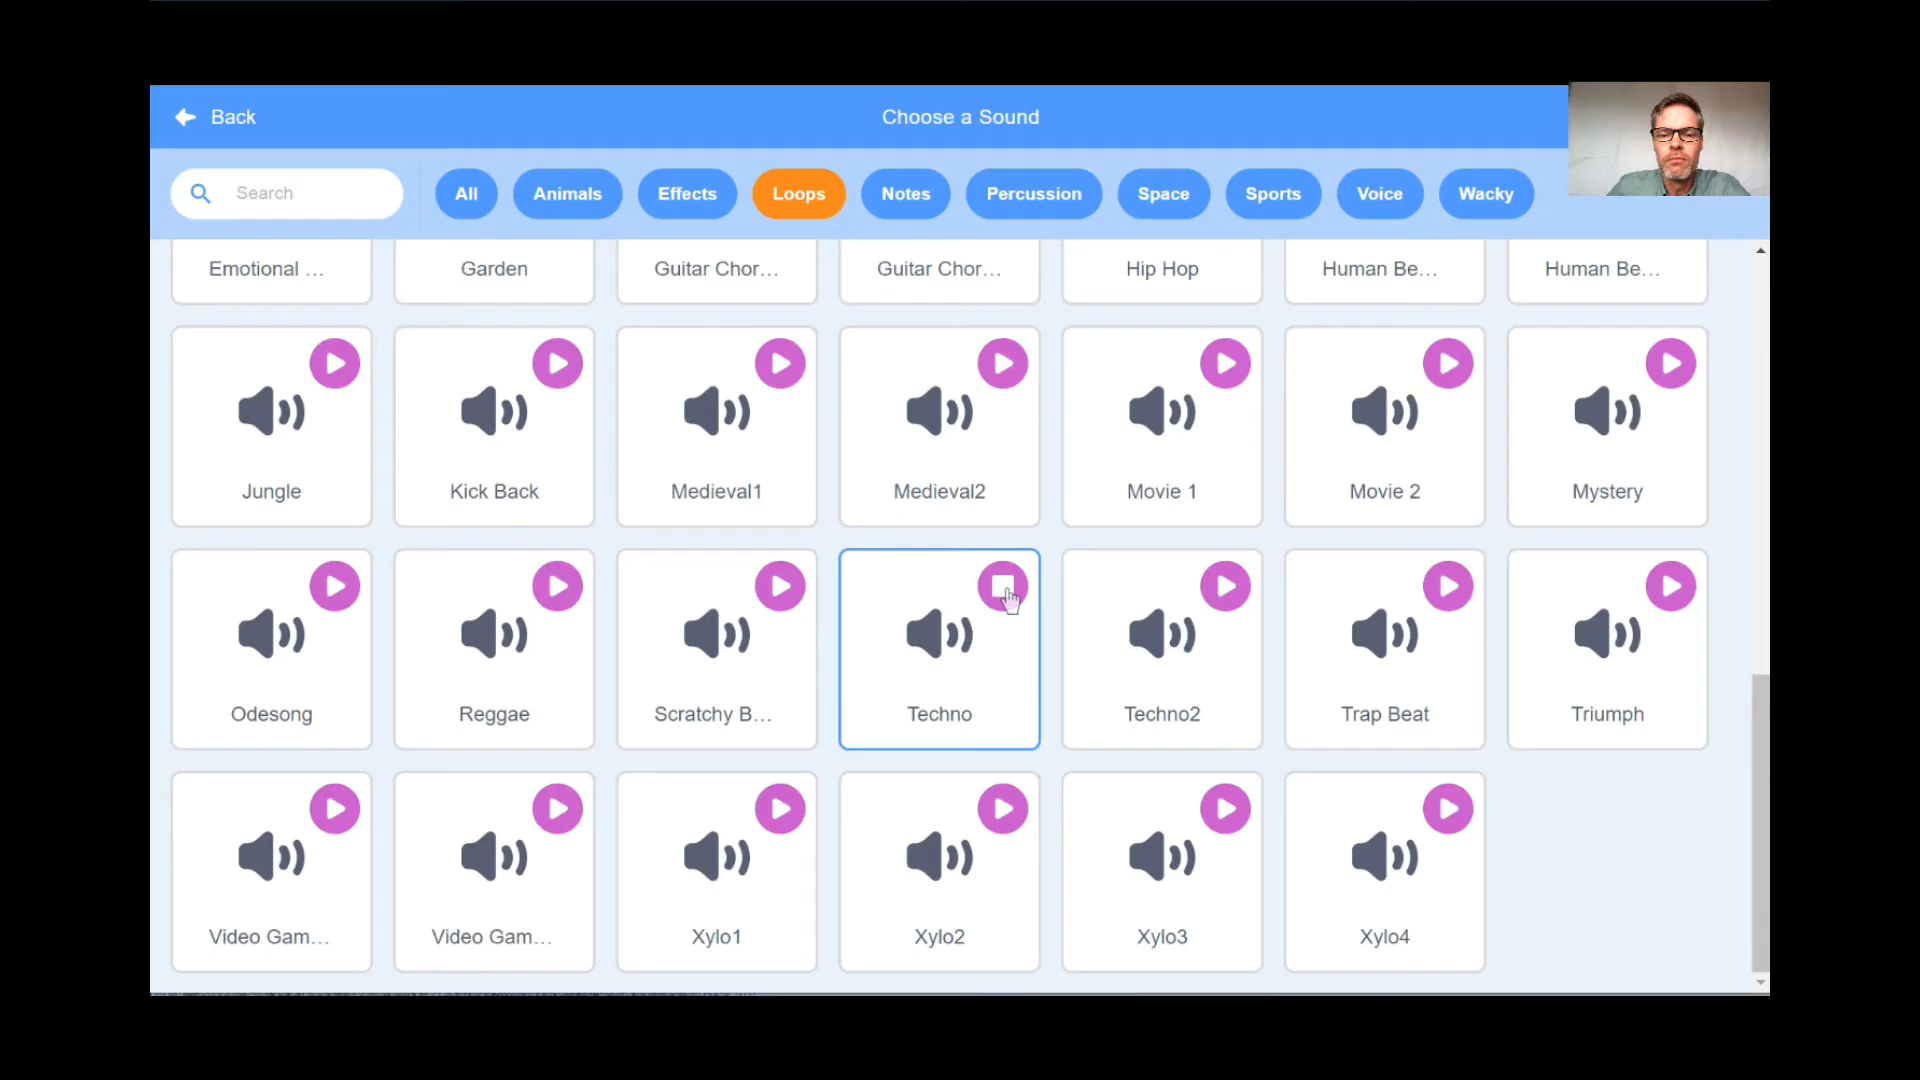 Back
Choose a Sound
Search
All
Animals
Effects
Loops
Notes
Percussion
Space
Sports
Voice
Wacky
Emotional ...
Garden
Guitar Chor...
Guitar Chor...
Hip Hop
Human Be...
Human Be...
Jungle
Kick Back
Medieval1
Medieval2
Movie 1
Movie 2
Mystery
Odesong
Reggae
Scratchy B...
Techno
Techno2
Trap Beat
Triumph
Video Gam...
Video Gam...
Xylo1
Xylo2
Xylo3
Xylo4